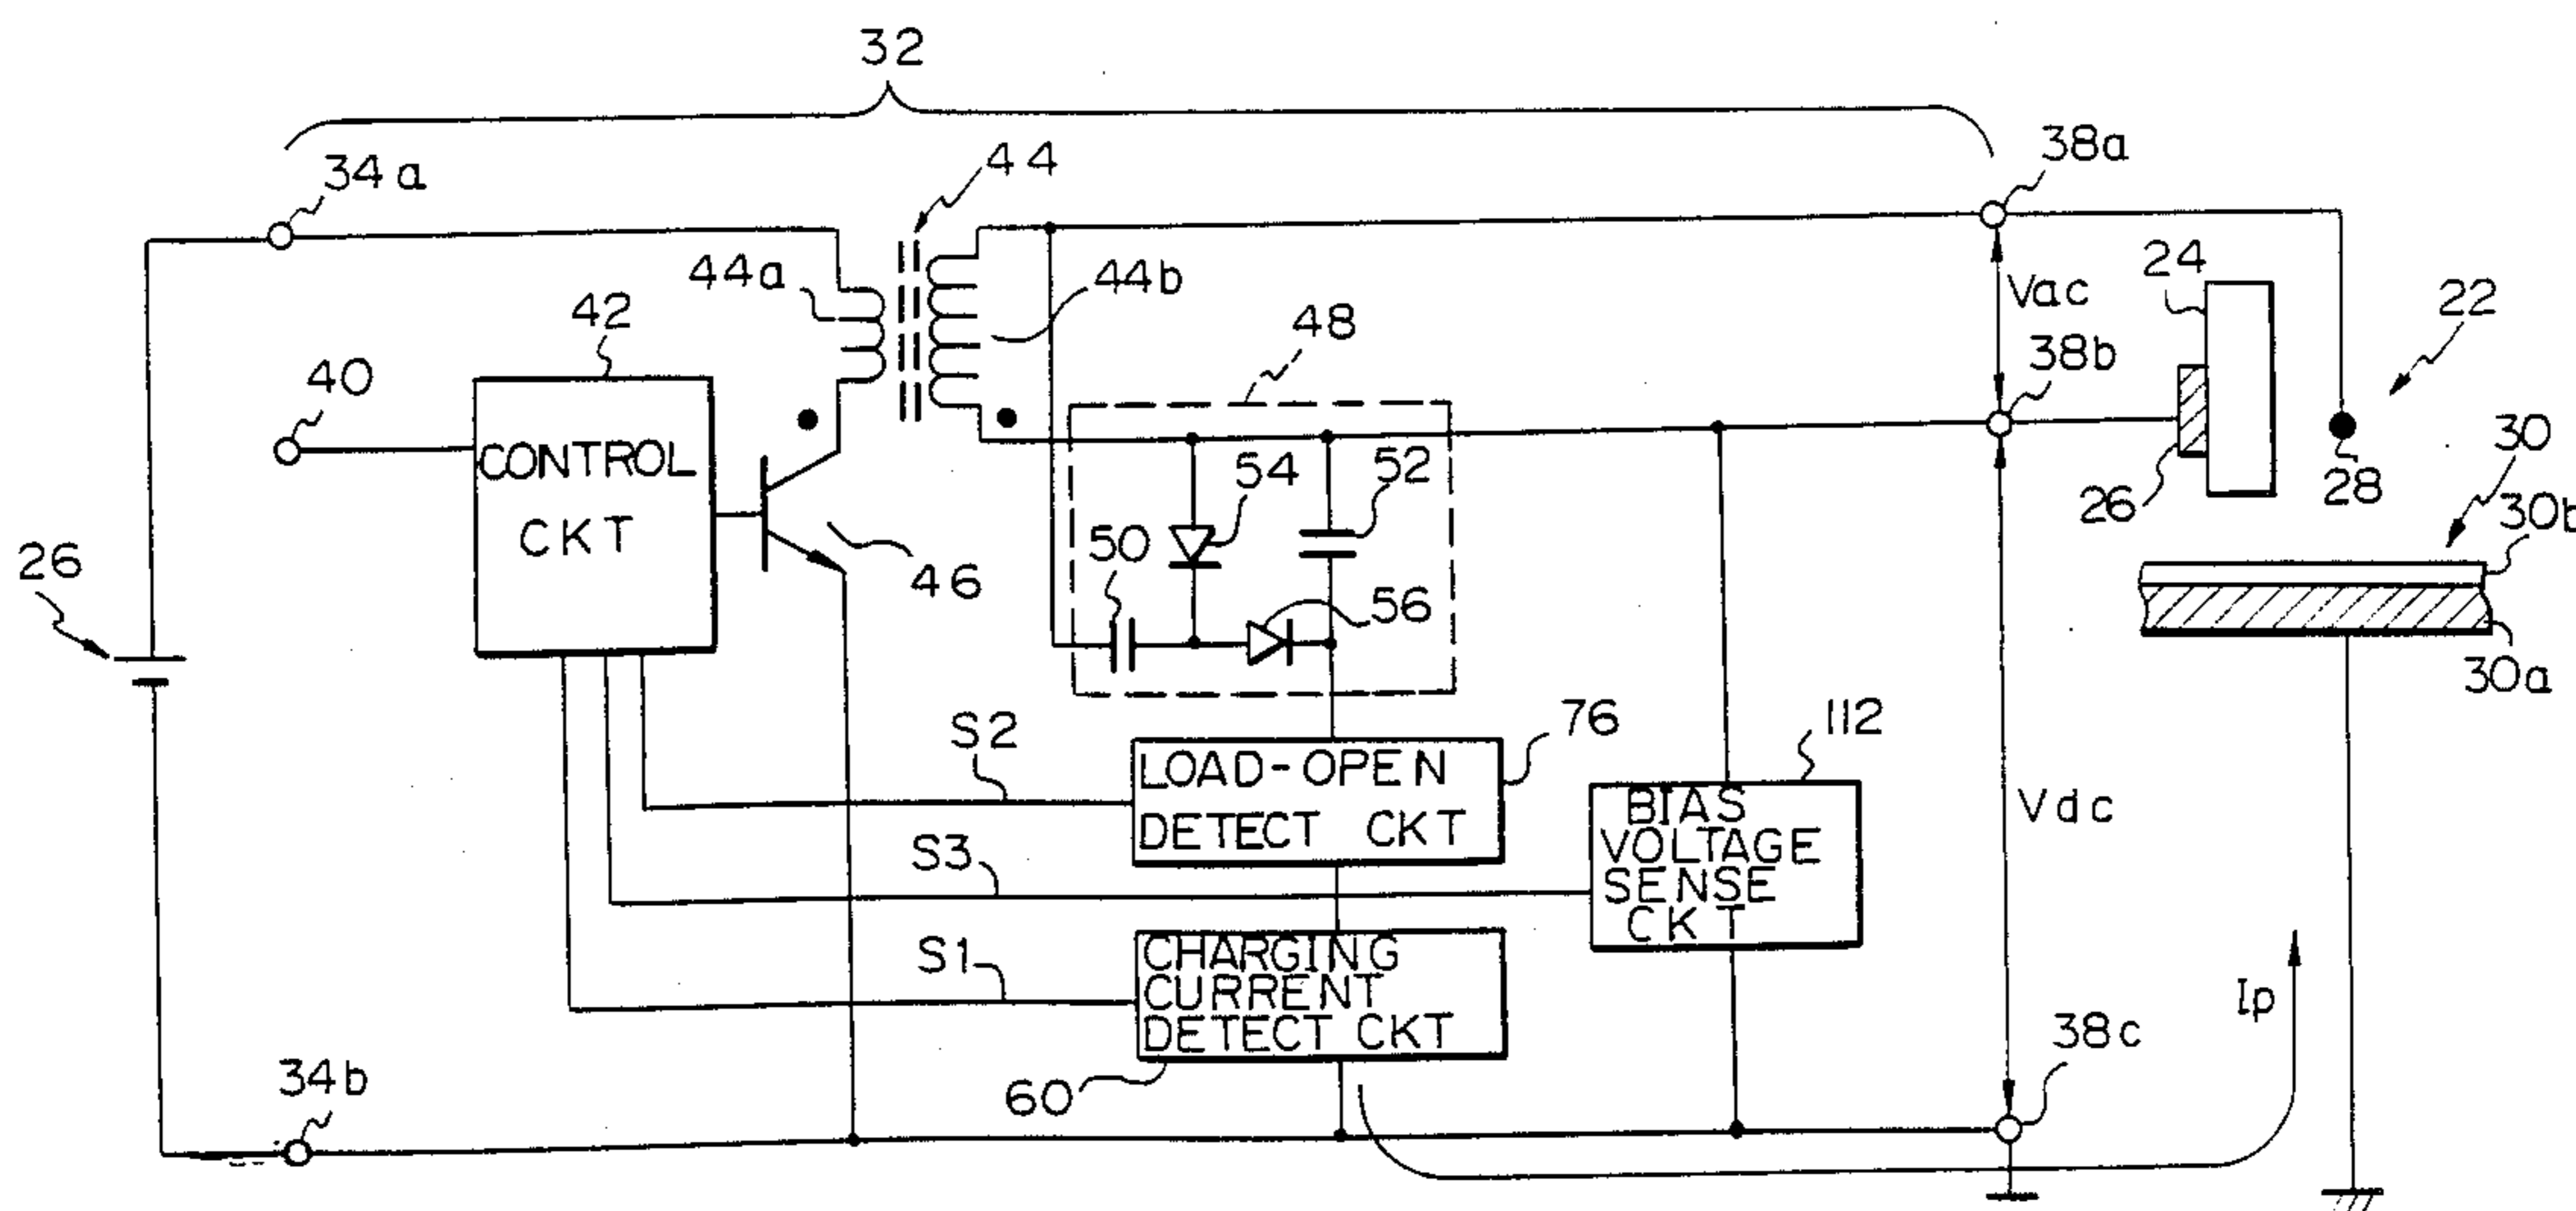 32
34a
44
38a
44a
44b
Vac
24
22
42
48
38b
40
CONTROL
CKT
54
52
26
28
30
30b
50
46
56
26
30a
S2
76
112
LOAD-OPEN
DETECT CKT
BIAS
VOLTAGE
SENSE
CKT
Vdc
S3
S1
CHARGING
CURRENT
DETECT CKT
Ip
38c
34b
60